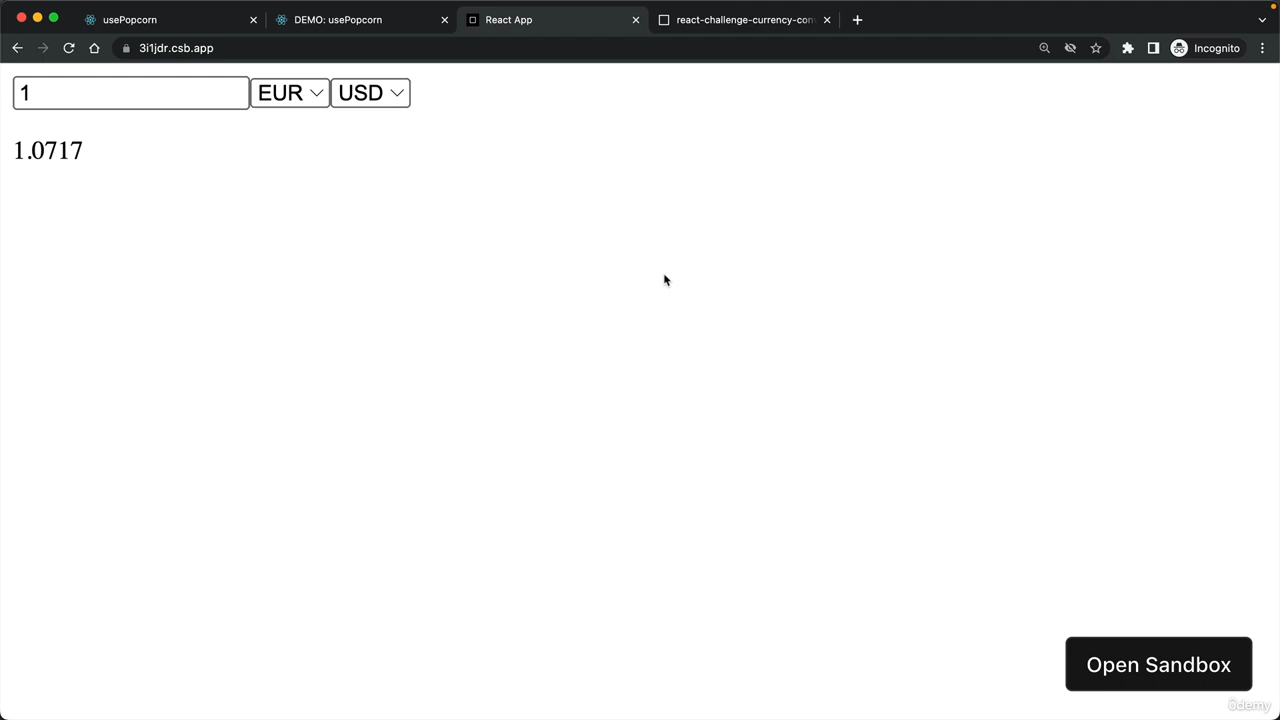 usePopcorn
DEMO: usePopcorn
React App
react-challenge-currency-con
3i1jdr.csb.app
Incognito
1
EUR
USD
1.0717
Open Sandbox
ûdemy